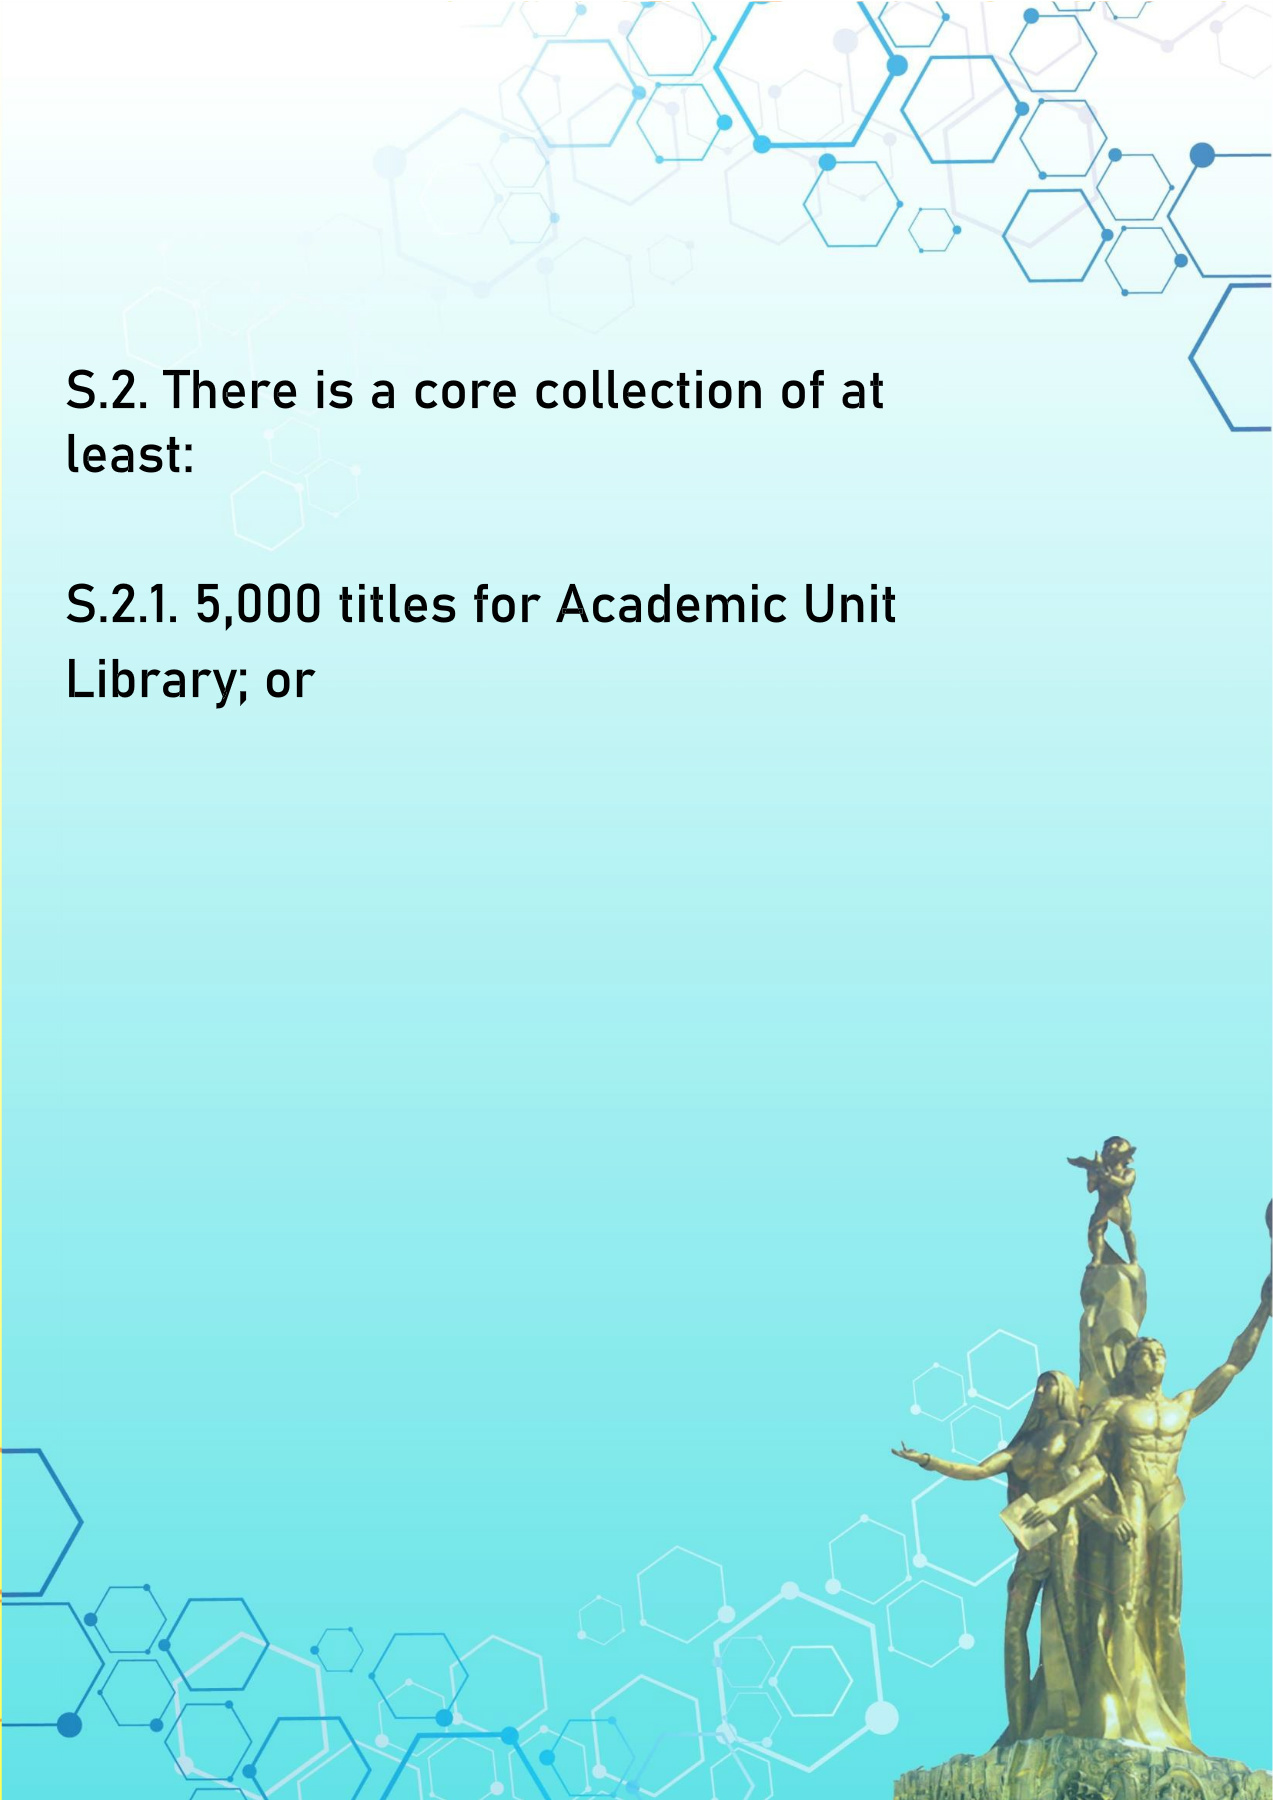 S.2. There is a core collection of at
least:
S.2.1. 5,000 titles for Academic Unit
Library; or